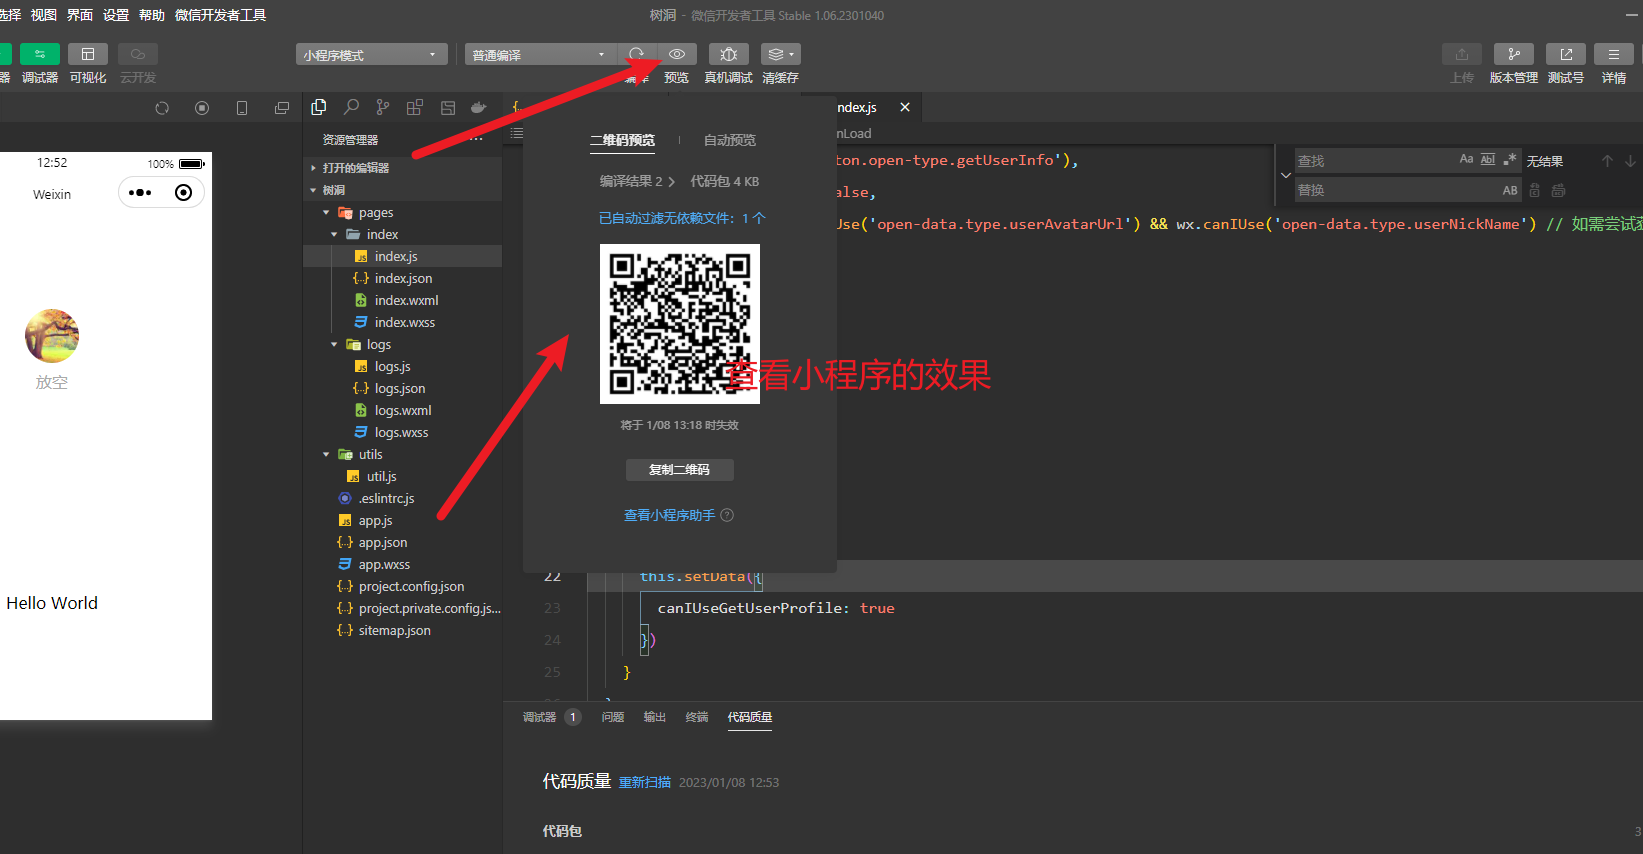 选择 视图 界面 设置 帮助 微信开发者工具
树洞 - 微信开发者工具 Stable 1.06.2301040
小程序模式
普通编译
器 调试器 可视化 云开发
编译 预览 真机调试 清缓存
上传 版本管理 测试号 详情
12:52
100%
Weixin
放空
Hello World
资源管理器
打开的编辑器
树洞
pages
index
index.js
index.json
index.wxml
index.wxss
logs
logs.js
logs.json
logs.wxml
logs.wxss
utils
util.js
.eslintrc.js
app.js
app.json
app.wxss
project.config.json
project.private.config.js...
sitemap.json
index.js
nLoad
二维码预览
自动预览
编译结果 2
代码包 4 KB
已自动过滤无依赖文件：1 个
查看小程序的效果
将于 1/08 13:18 时失效
复制二维码
查看小程序助手
ton.open-type.getUserInfo'),
alse,
Use('open-data.type.userAvatarUrl') && wx.canIUse('open-data.type.userNickName') // 如需尝试
查找 Aa Abl .* 无结果
替换 AB
22 this.setData({
23 canIUseGetUserProfile: true
24 })
25 }
调试器 1 问题 输出 终端 代码质量
代码质量 重新扫描 2023/01/08 12:53
代码包
3